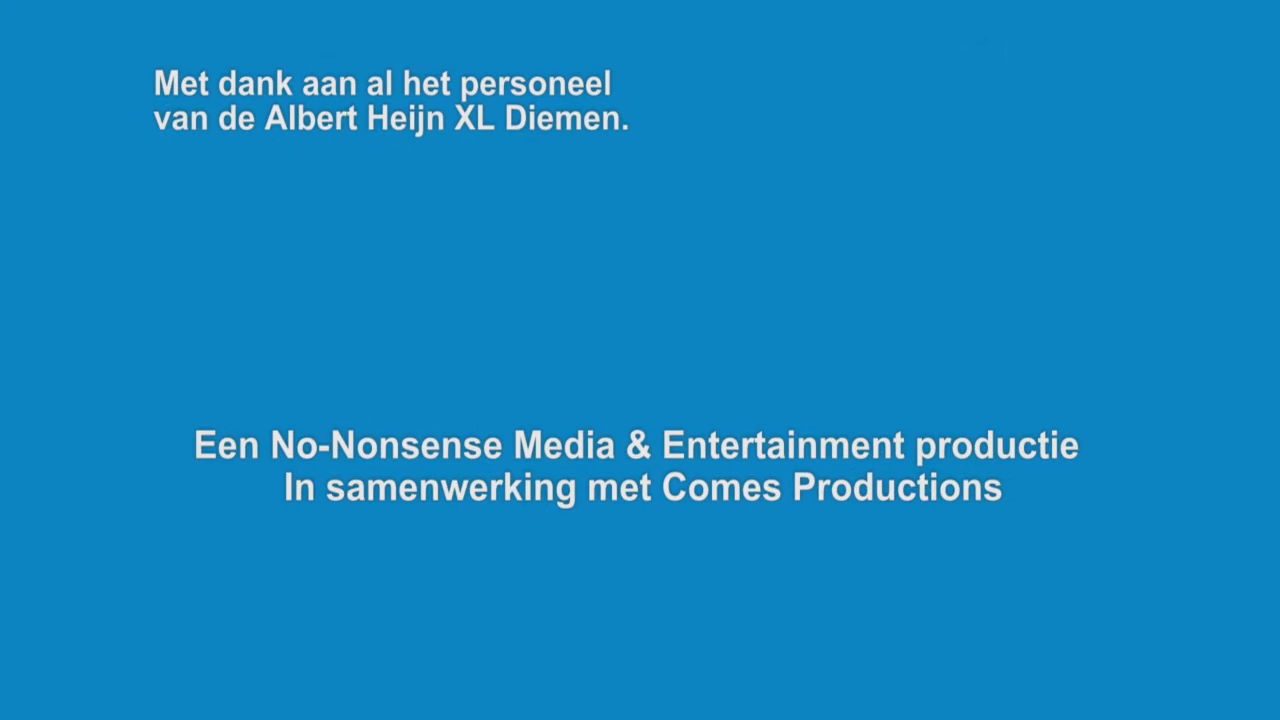 Met dank aan al het personeel
van de Albert Heijn XL Diemen.
Een No-Nonsense Media & Entertainment productie
In samenwerking met Comes Productions